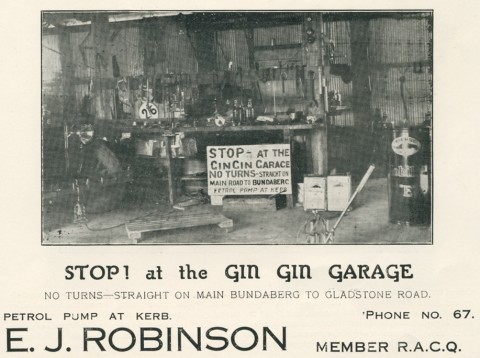 26
STOP - AT THE
GIN GIN GARAGE
NO TURNS - STRAIGHT ON
MAIN ROAD TO BUNDABERG
PETROL PUMP AT KERB
STOP! at the GIN GIN GARAGE
NO TURNS—STRAIGHT ON MAIN BUNDABERG TO GLADSTONE ROAD.
PETROL PUMP AT KERB. 'PHONE NO. 67.
E. J. ROBINSON MEMBER R.A.C.Q.